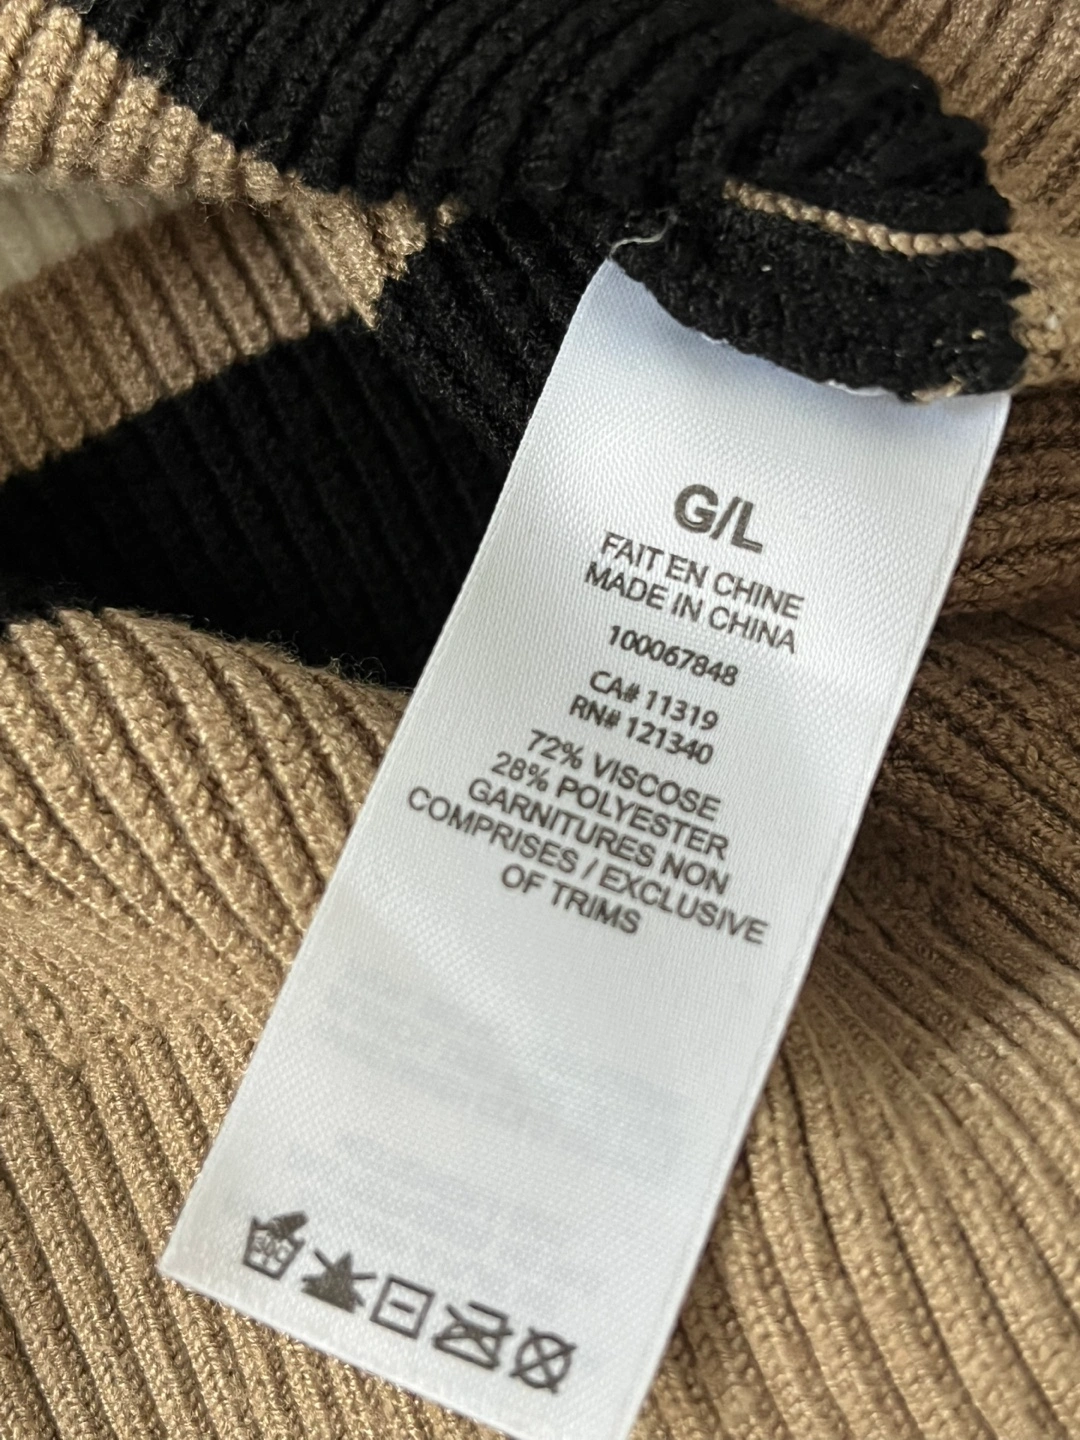 G/L
FAIT EN CHINE
MADE IN CHINA
100067848
CA# 11319
RN# 121340
72% VISCOSE
28% POLYESTER
GARNITURES NON
COMPRISES / EXCLUSIVE
OF TRIMS